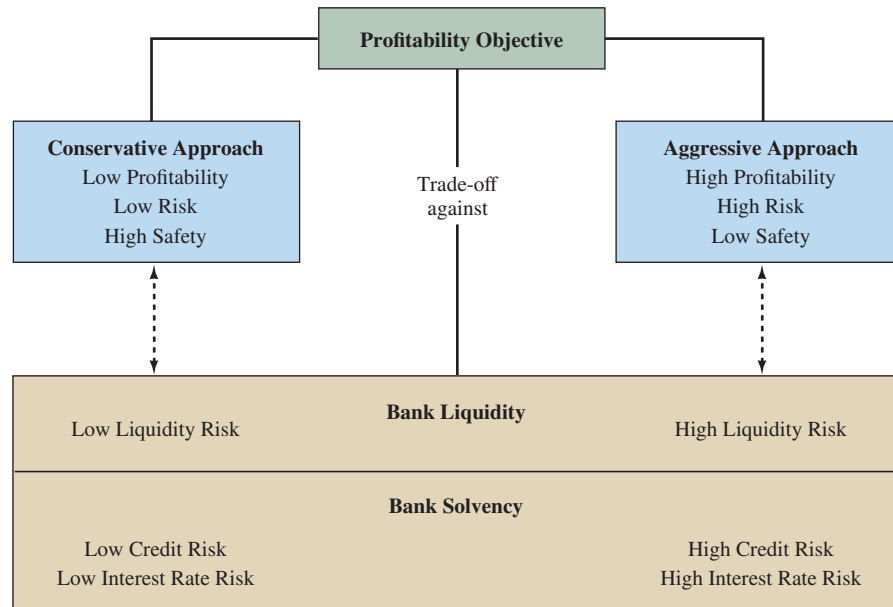 Profitability Objective
Conservative Approach
Low Profitability
Low Risk
High Safety
Trade-off
against
Aggressive Approach
High Profitability
High Risk
Low Safety
Bank Liquidity
Low Liquidity Risk
High Liquidity Risk
Bank Solvency
Low Credit Risk
Low Interest Rate Risk
High Credit Risk
High Interest Rate Risk